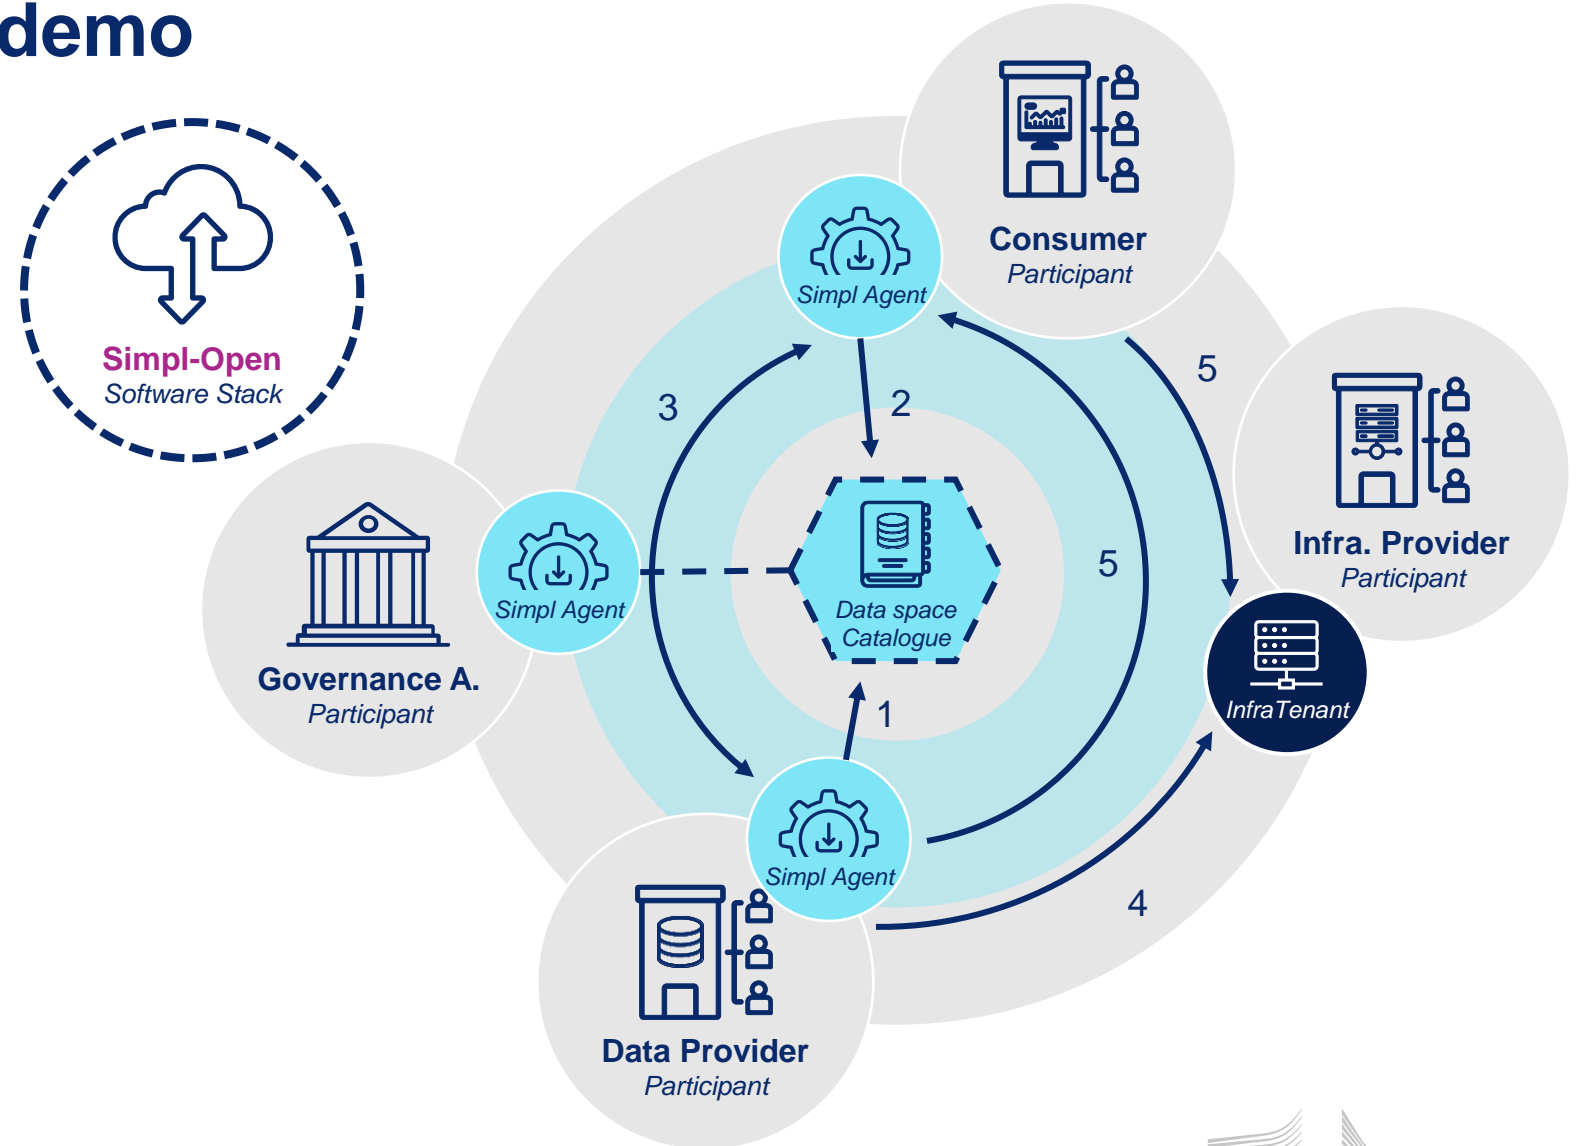 demo
Simpl-Open
Software Stack
Consumer
Participant
Simpl Agent
3
2
5
Infra. Provider
Participant
Governance A.
Participant
Simpl Agent
Data space
Catalogue
5
InfraTenant
1
4
Simpl Agent
Data Provider
Participant